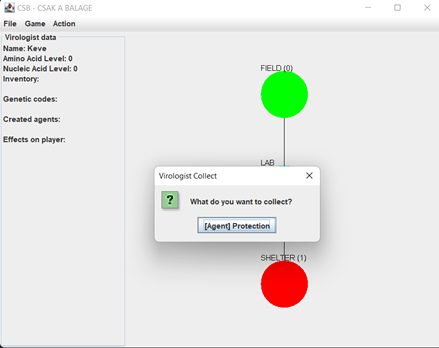 CSB - CSAK A BALAGE
File Game Action
Virologist data
Name: Keve
Amino Acid Level: 0
Nucleic Acid Level: 0
Inventory:
Genetic codes:
Created agents:
Effects on player:
FIELD (0)
LAB
Virologist Collect
What do you want to collect?
[Agent] Protection
SHELTER (1)